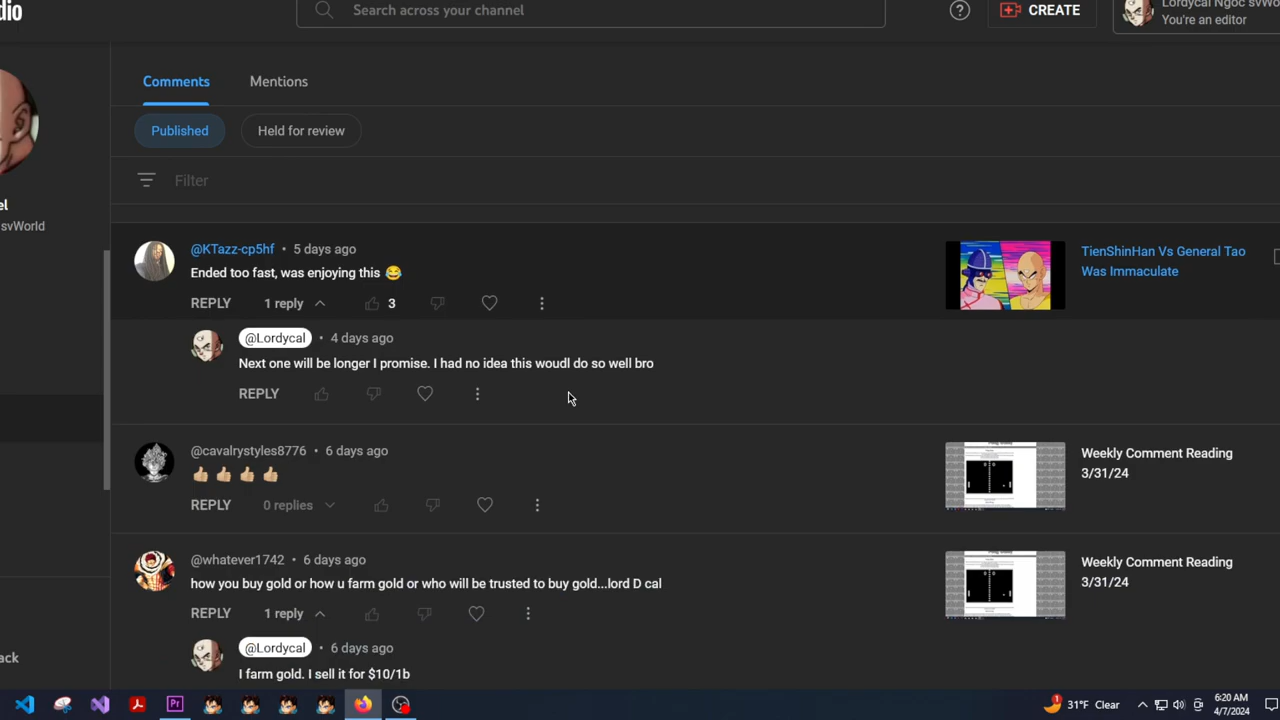 dio
Search across your channel
CREATE
Lordycal Ngoc svWo
You're an editor
Comments
Mentions
Published
Held for review
Filter
el
svWorld
@KTazz-cp5hf • 5 days ago
Ended too fast, was enjoying this 😂
REPLY 1 reply 3
TienShinHan Vs General Tao
Was Immaculate
@Lordycal • 4 days ago
Next one will be longer I promise. I had no idea this woudl do so well bro
REPLY
@cavalrystyles8776 • 6 days ago
👍🏼👍🏼👍🏼👍🏼
REPLY 0 replies
Weekly Comment Reading
3/31/24
@whatever1742 • 6 days ago
how you buy gold or how u farm gold or who will be trusted to buy gold...lord D cal
REPLY 1 reply
Weekly Comment Reading
3/31/24
@Lordycal • 6 days ago
I farm gold. I sell it for $10/1b
ack
Pr
1
31°F Clear
6:20 AM
4/7/2024